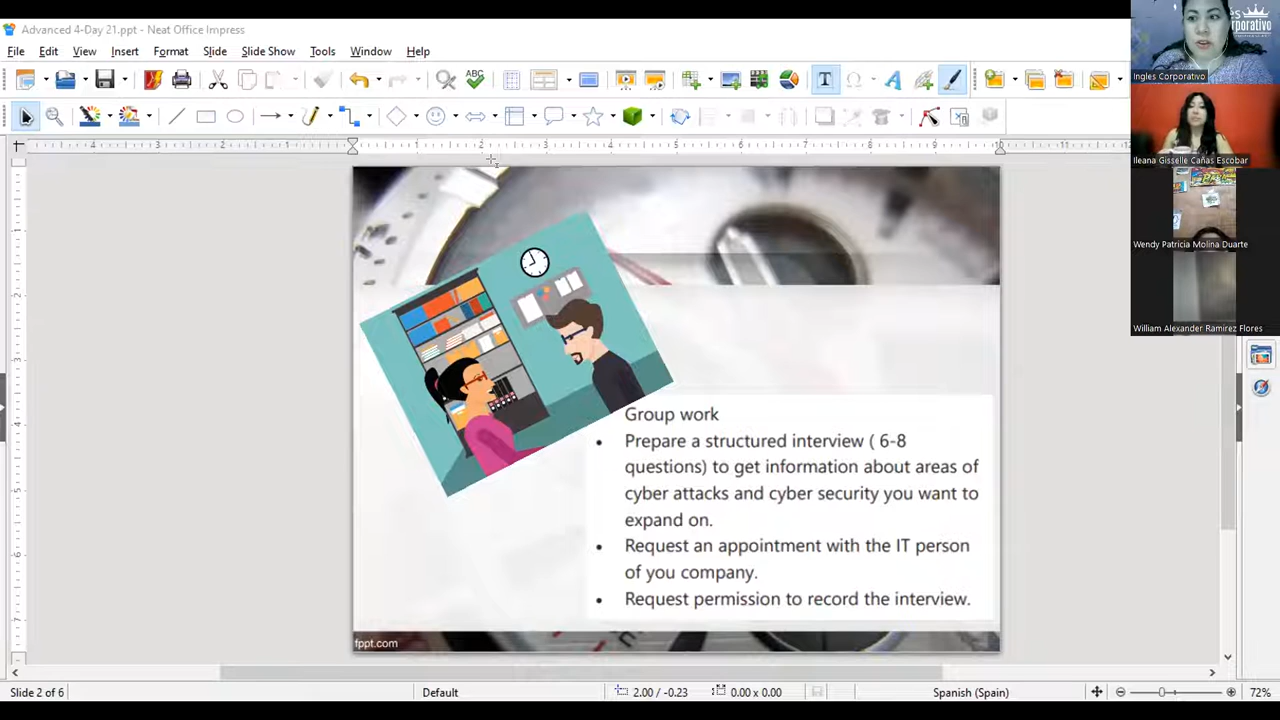 Advanced 4-Day 21.ppt - Neat Office Impress
File Edit View Insert Format Slide Slide Show Tools Window Help
Ingles Corporativo
Ileana Gisselle Cañas Escobar
Wendy Patricia Molina Duarte
William Alexander Ramirez Flores
Group work
• Prepare a structured interview ( 6-8
questions) to get information about areas of
cyber attacks and cyber security you want to
expand on.
• Request an appointment with the IT person
of you company.
• Request permission to record the interview.
fppt.com
Slide 2 of 6 Default 2.00 / -0.23 0.00 x 0.00 Spanish (Spain) 72%